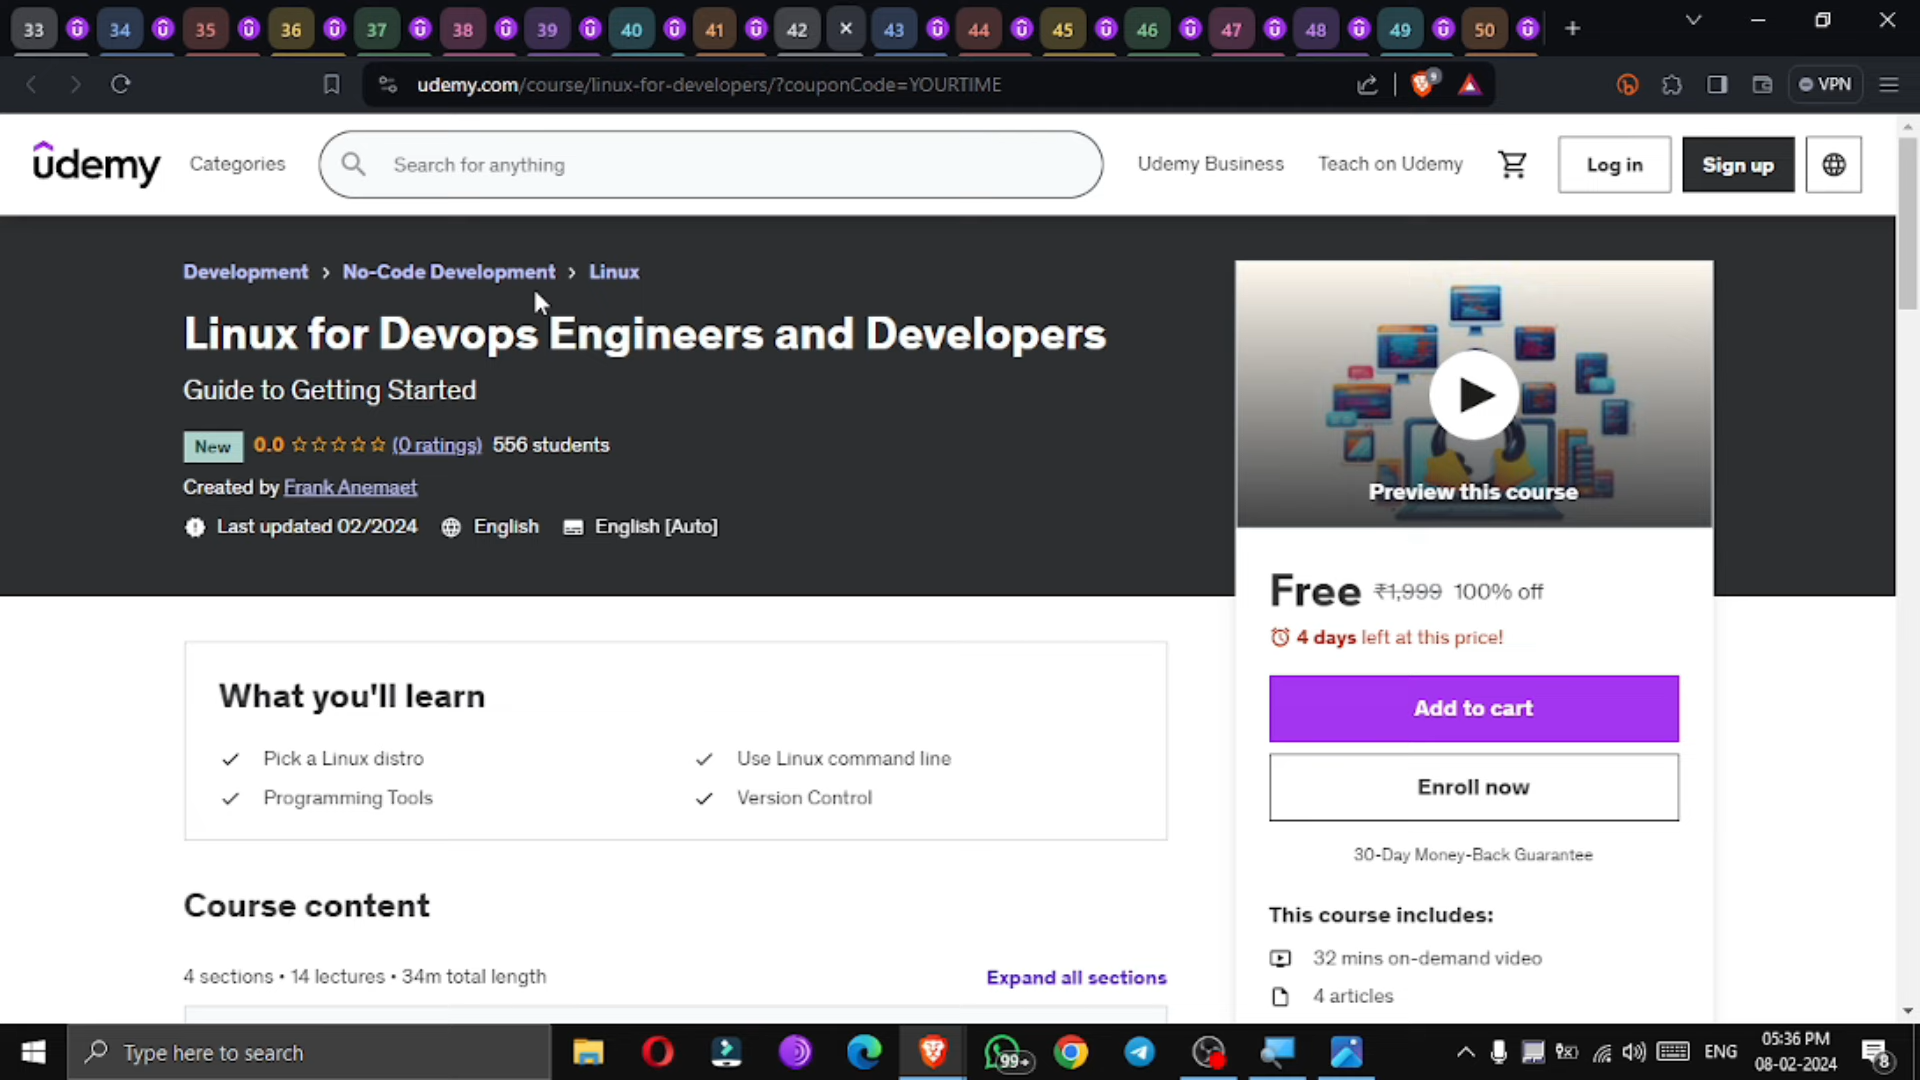 33 34 35 36 37 38 39 40 41 42 43 44 45 46 47 48 49 50
udemy.com/course/linux-for-developers/?couponCode=YOURTIME
9
VPN
ûdemy
Categories
Search for anything
Udemy Business
Teach on Udemy
Log in
Sign up
Development > No-Code Development > Linux
Linux for Devops Engineers and Developers
Guide to Getting Started
New 0.0 (0 ratings) 556 students
Created by Frank Anemaet
Last updated 02/2024 English English [Auto]
Preview this course
Free ₹1,999 100% off
4 days left at this price!
Add to cart
Enroll now
30-Day Money-Back Guarantee
This course includes:
32 mins on-demand video
4 articles
What you'll learn
Pick a Linux distro
Use Linux command line
Programming Tools
Version Control
Course content
4 sections • 14 lectures • 34m total length
Expand all sections
Type here to search
99+
ENG
05:36 PM
08-02-2024
8